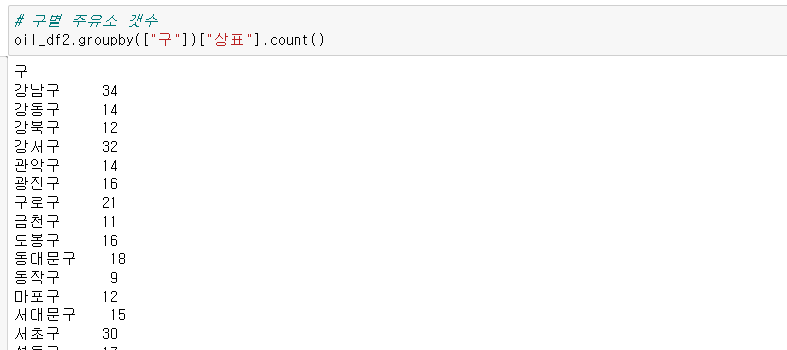 # 구별 주유소 갯수
oil_df2.groupby(["구"])["상표"].count()
구
강남구 34
강동구 14
강북구 12
강서구 32
관악구 14
광진구 16
구로구 21
금천구 11
도봉구 16
동대문구 18
동작구 9
마포구 12
서대문구 15
서초구 30